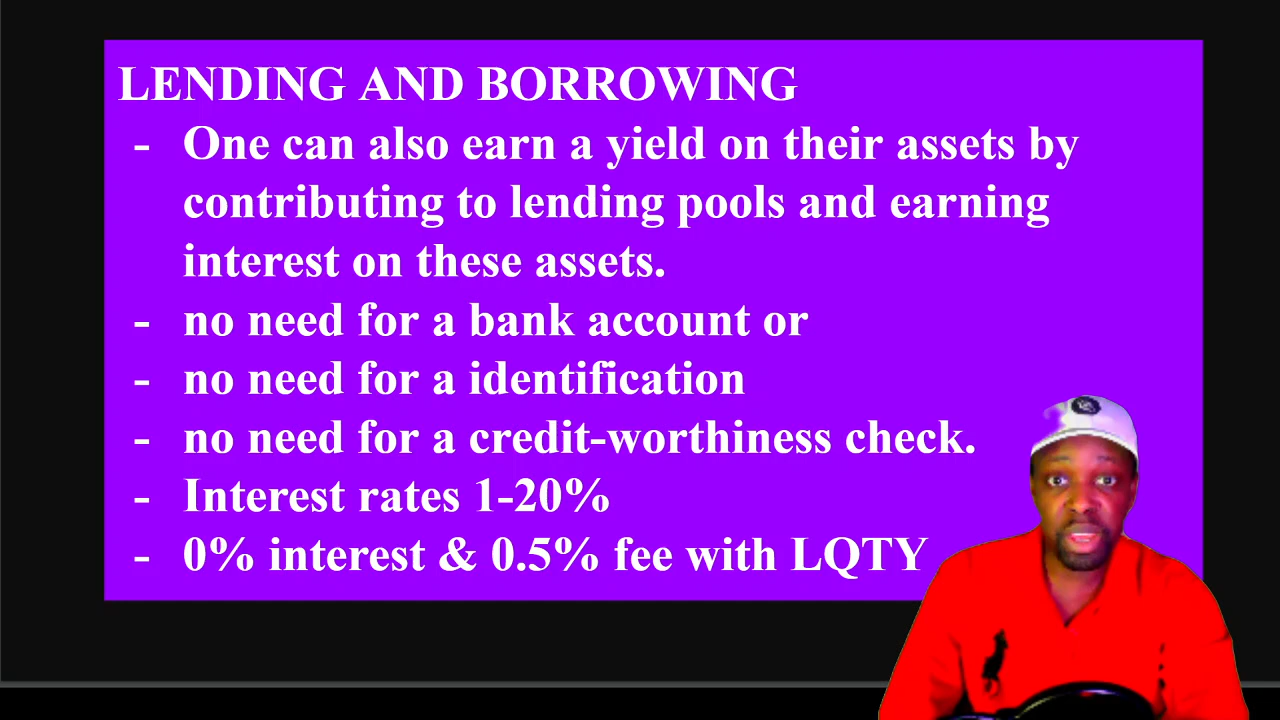 LENDING AND BORROWING
- One can also earn a yield on their assets by
contributing to lending pools and earning
interest on these assets.
- no need for a bank account or
- no need for a identification
- no need for a credit-worthiness check.
- Interest rates 1-20%
- 0% interest & 0.5% fee with LQTY